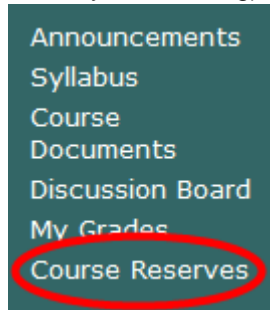 Announcements
Syllabus
Course
Documents
Discussion Board
My Grades
Course Reserves